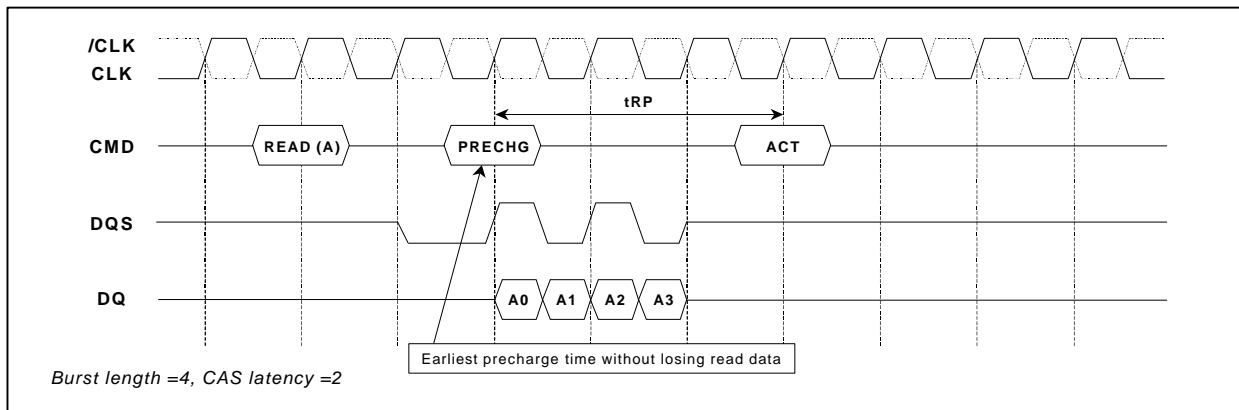 /CLK
CLK
tRP
CMD
READ (A)
PRECHG
ACT
DQS
DQ
A0
A1
A2
A3
Earliest precharge time without losing read data
Burst length =4, CAS latency =2